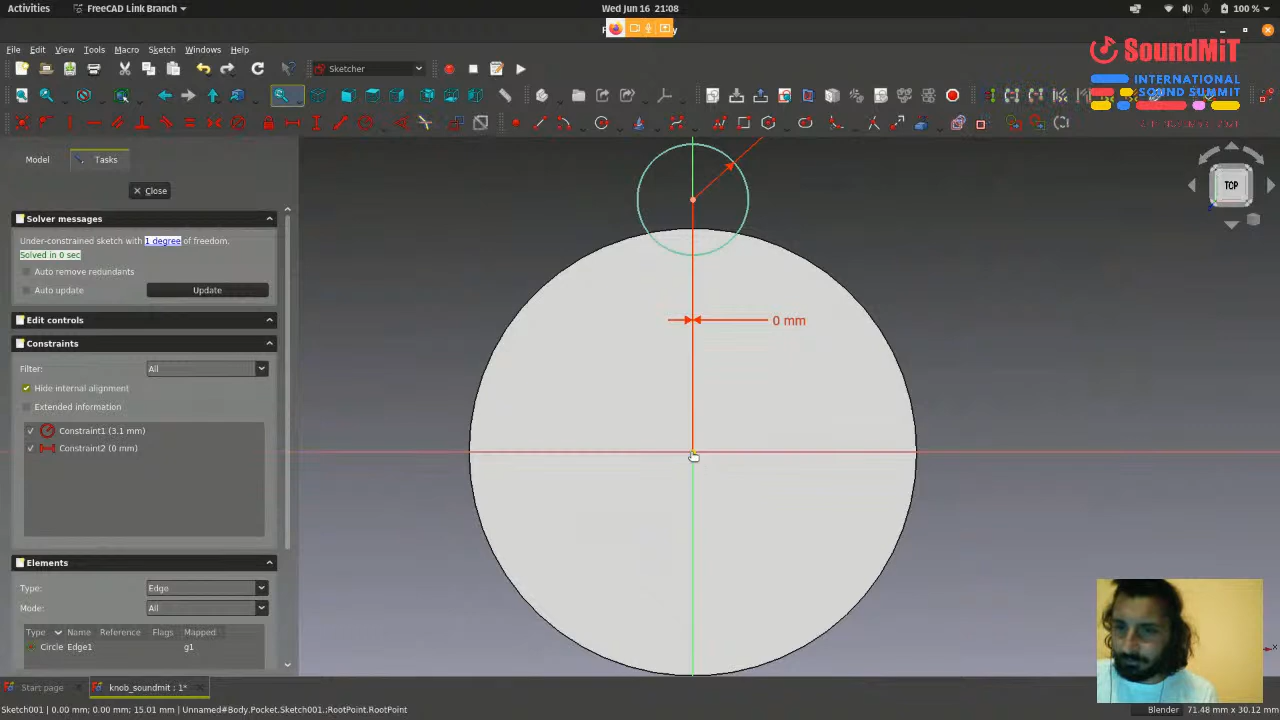 Activities
FreeCAD Link Branch
Wed Jun 16 21:08
100 %
File Edit View Tools Macro Sketch Windows Help
SoundMiT
INTERNATIONAL
SOUND SUMMIT
Sketcher
Model
Tasks
TOP
Close
Solver messages
Under-constrained sketch with 1 degree of freedom.
Solved in 0 sec
Auto remove redundants
Auto update
Update
Edit controls
0 mm
Constraints
Filter:
All
Hide internal alignment
Extended information
Constraint1 (3.1 mm)
Constraint2 (0 mm)
Elements
Type:
Edge
Mode:
All
Type Name Reference Flags Mapped
Circle Edge1 g1
Start page
knob_soundmit : 1*
Sketch001 | 0.00 mm; 0.00 mm; 15.01 mm | Unnamed#Body.Pocket.Sketch001.;RootPoint.RootPoint
Blender
71.48 mm x 30.12 mm